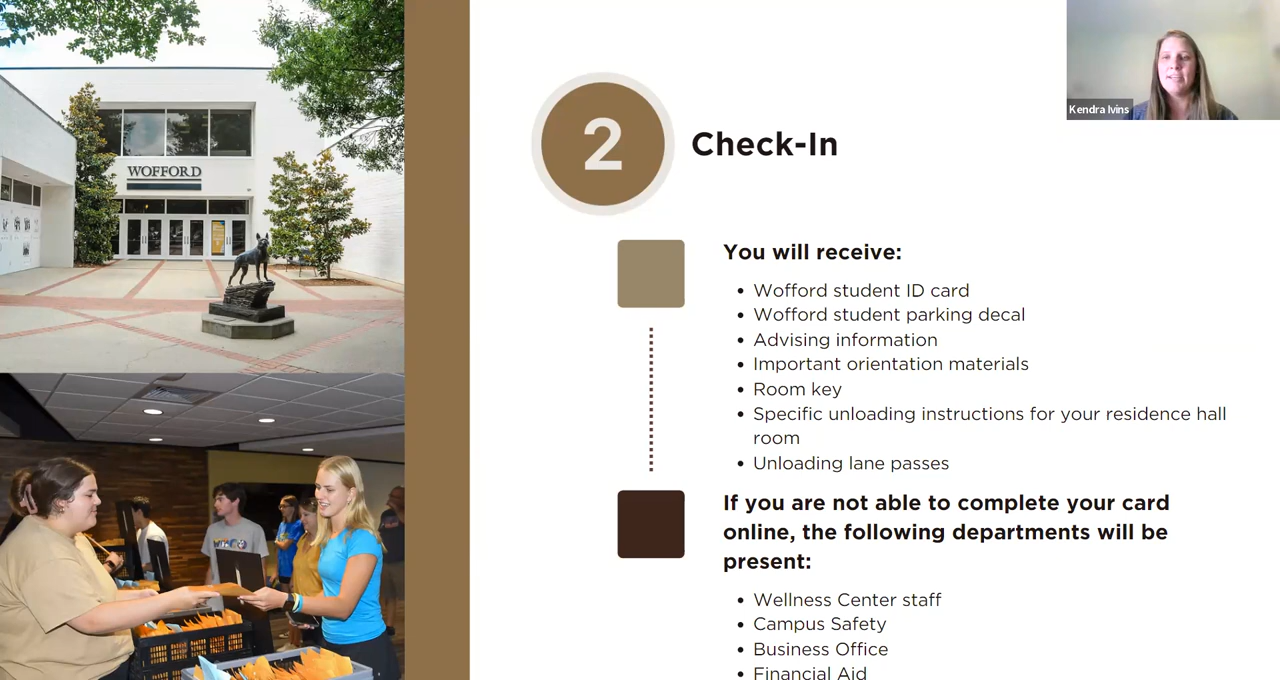 WOFFORD
Kendra Ivins
2
Check-In
You will receive:
• Wofford student ID card
• Wofford student parking decal
• Advising information
• Important orientation materials
• Room key
• Specific unloading instructions for your residence hall
room
• Unloading lane passes
If you are not able to complete your card
online, the following departments will be
present:
• Wellness Center staff
• Campus Safety
• Business Office
• Financial Aid